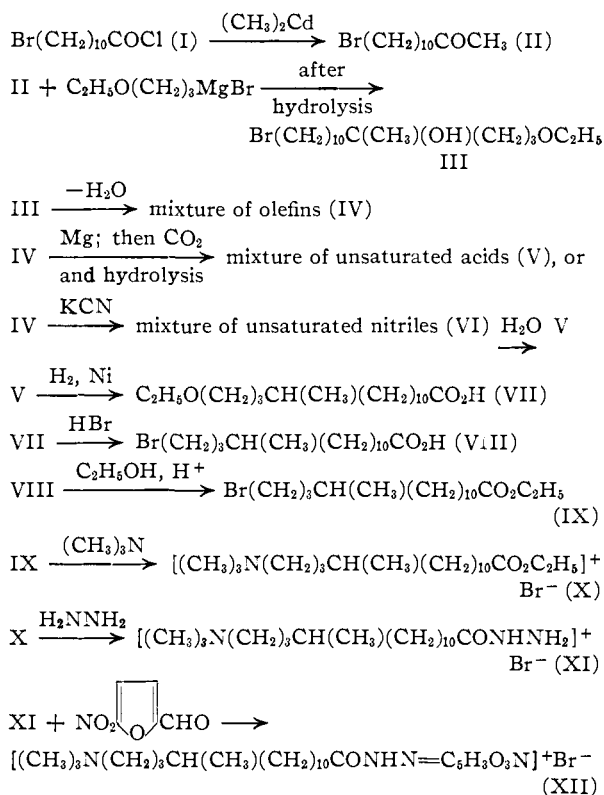 Br(CH₂)₁₀COCl (I) (CH₃)₂Cd ⟶ Br(CH₂)₁₀COCH₃ (II)
II + C₂H₅O(CH₂)₃MgBr after hydrolysis ⟶
Br(CH₂)₁₀C(CH₃)(OH)(CH₂)₃OC₂H₅
III
III −H₂O ⟶ mixture of olefins (IV)
IV Mg; then CO₂ and hydrolysis ⟶ mixture of unsaturated acids (V), or
IV KCN ⟶ mixture of unsaturated nitriles (VI) H₂O ⟶ V
V H₂, Ni ⟶ C₂H₅O(CH₂)₃CH(CH₃)(CH₂)₁₀CO₂H (VII)
VII HBr ⟶ Br(CH₂)₃CH(CH₃)(CH₂)₁₀CO₂H (VIII)
VIII C₂H₅OH, H⁺ ⟶ Br(CH₂)₃CH(CH₃)(CH₂)₁₀CO₂C₂H₅
(IX)
IX (CH₃)₃N ⟶ [(CH₃)₃N(CH₂)₃CH(CH₃)(CH₂)₁₀CO₂C₂H₅]⁺
Br⁻ (X)
X H₂NNH₂ ⟶ [(CH₃)₃N(CH₂)₃CH(CH₃)(CH₂)₁₀CONHNH₂]⁺
Br⁻ (XI)
XI + NO₂ O CHO ⟶
[(CH₃)₃N(CH₂)₃CH(CH₃)(CH₂)₁₀CONHN=C₅H₃O₃N]⁺Br⁻
(XII)